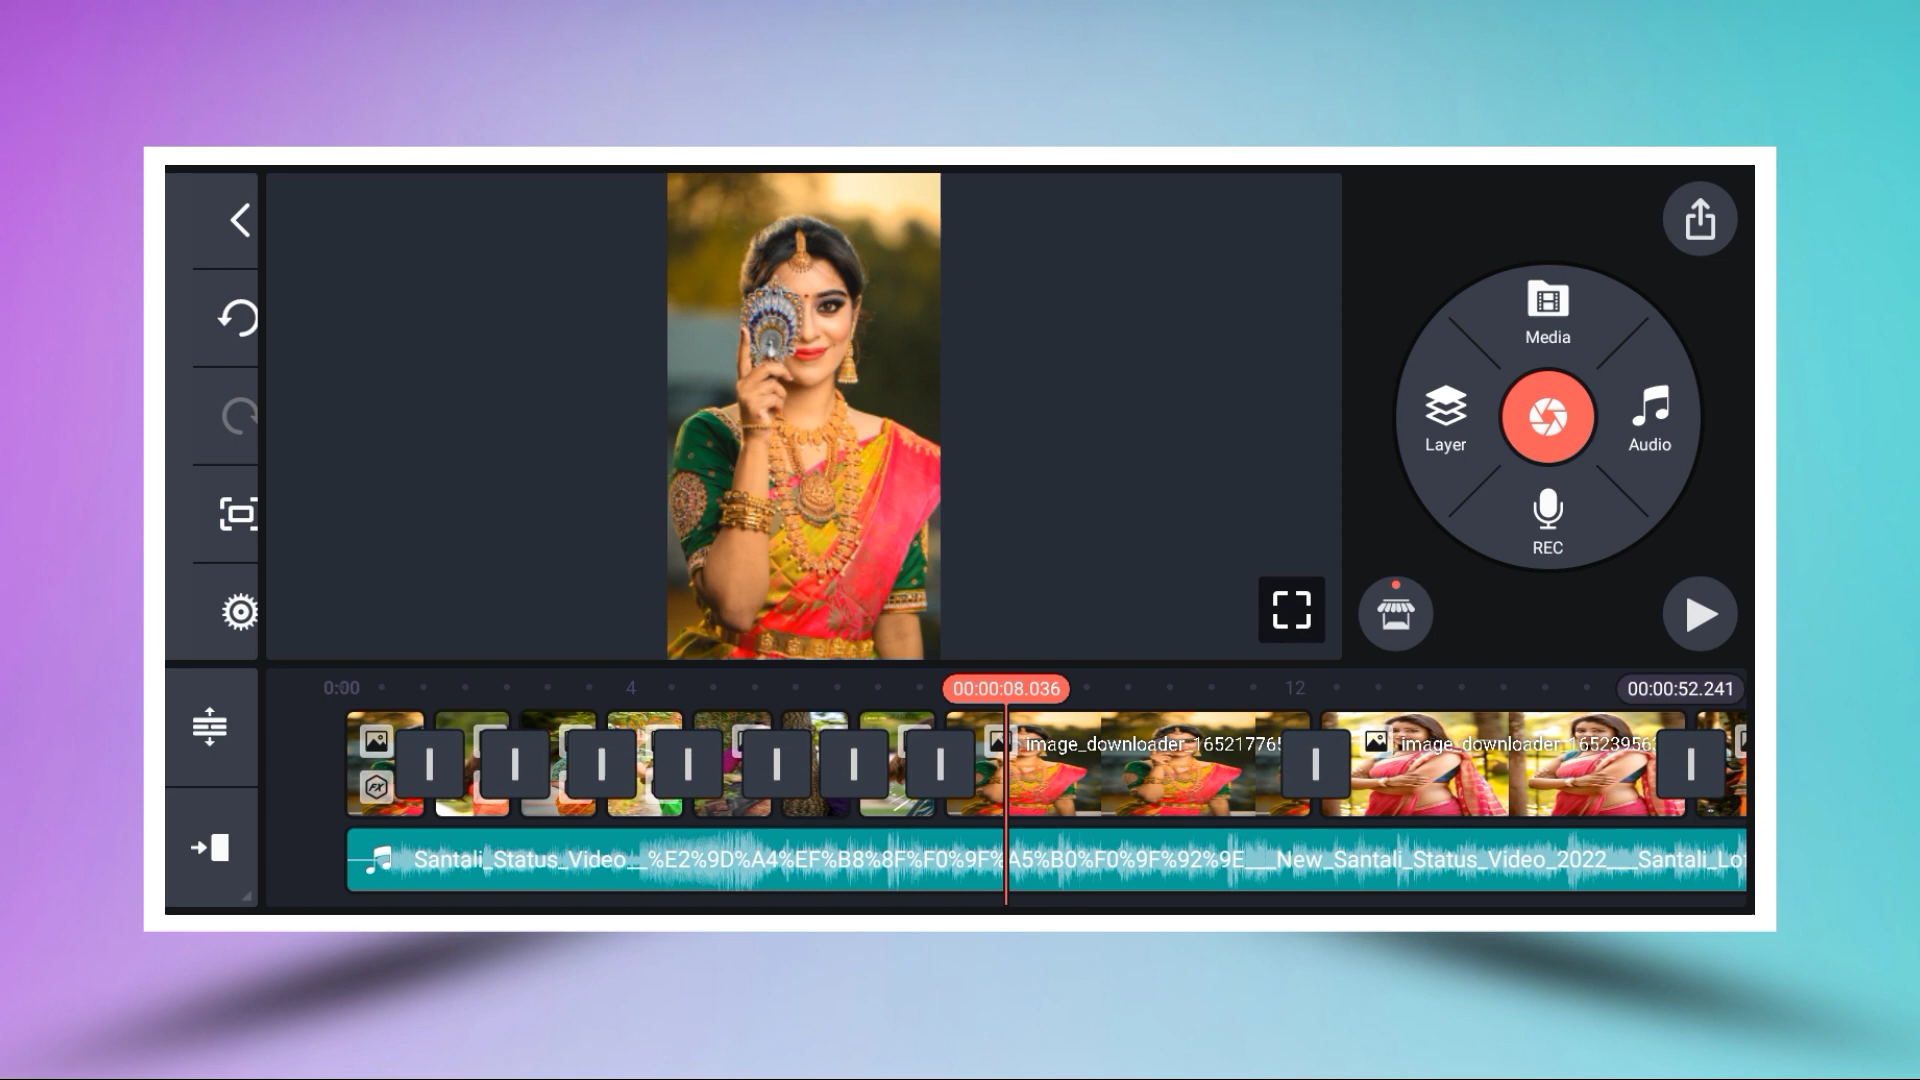 Media
Layer
Audio
REC
0:00
4
00:00:08.036
12
00:00:52.241
image_downloader_16521776
image_downloader_16523956
Santali_Status_Video__%E2%9D%A4%EF%B8%8F%F0%9F%A5%B0%F0%9F%92%9E___New_Santali_Status_Video_2022___Santali_Lo